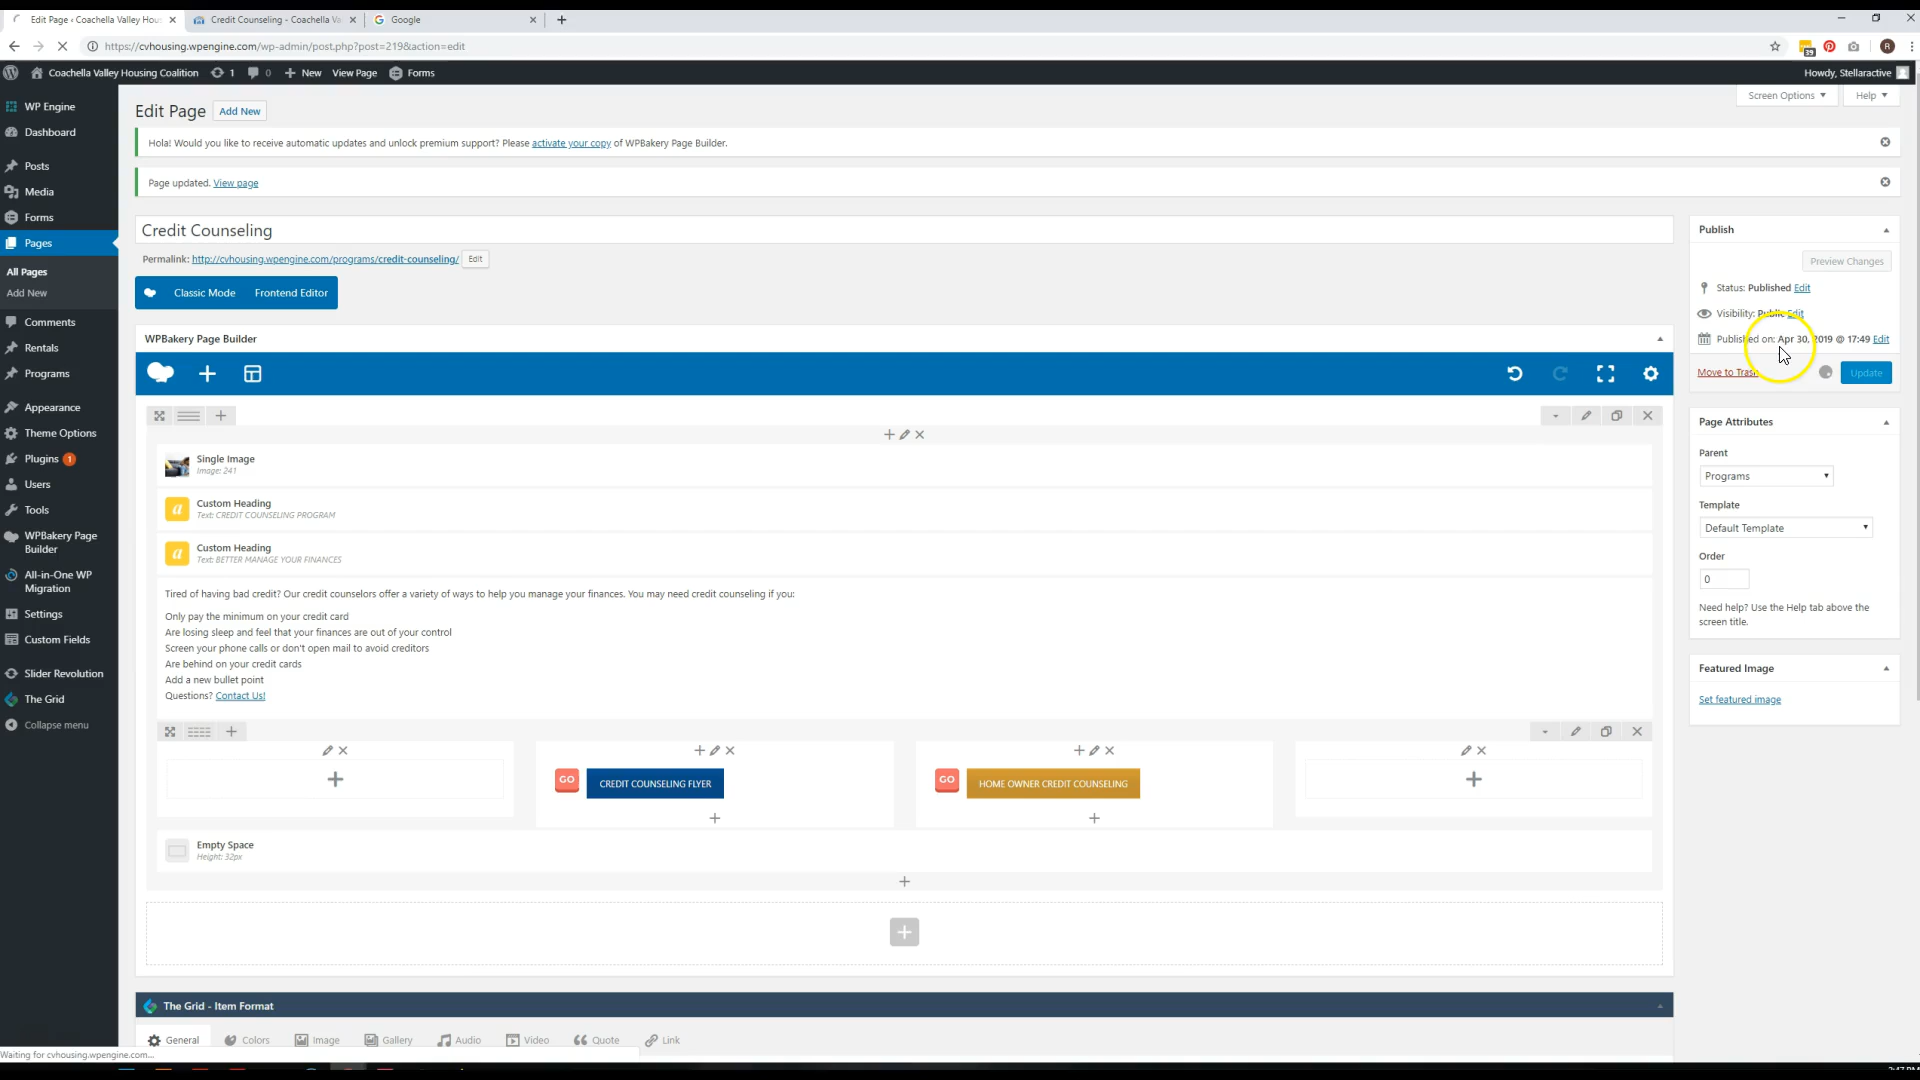 Edit Page ‹ Coachella Valley Hou
Credit Counseling - Coachella Va
Google
https://cvhousing.wpengine.com/wp-admin/post.php?post=219&action=edit
39
R
Coachella Valley Housing Coalition
1
0
New
View Page
Forms
Howdy, Stellaractive
WP Engine
Dashboard
Posts
Media
Forms
Pages
All Pages
Add New
Comments
Rentals
Programs
Appearance
Theme Options
Plugins 1
Users
Tools
WPBakery Page
Builder
All-in-One WP
Migration
Settings
Custom Fields
Slider Revolution
The Grid
Collapse menu
Screen Options
Help
Edit Page
Add New
Hola! Would you like to receive automatic updates and unlock premium support? Please activate your copy of WPBakery Page Builder.
Page updated. View page
Credit Counseling
Permalink: http://cvhousing.wpengine.com/programs/credit-counseling/ Edit
Classic Mode
Frontend Editor
WPBakery Page Builder
Single Image
Image: 241
a
Custom Heading
Text: CREDIT COUNSELING PROGRAM
a
Custom Heading
Text: BETTER MANAGE YOUR FINANCES
Tired of having bad credit? Our credit counselors offer a variety of ways to help you manage your finances. You may need credit counseling if you:
Only pay the minimum on your credit card
Are losing sleep and feel that your finances are out of your control
Screen your phone calls or don't open mail to avoid creditors
Are behind on your credit cards
Add a new bullet point
Questions? Contact Us!
GO
CREDIT COUNSELING FLYER
GO
HOME OWNER CREDIT COUNSELING
Empty Space
Height: 32px
The Grid - Item Format
General
Colors
Image
Gallery
Audio
Video
Quote
Link
Publish
Preview Changes
Status: Published Edit
Visibility: Public Edit
Published on: Apr 30, 2019 @ 17:49 Edit
Move to Trash
Update
Page Attributes
Parent
Programs
Template
Default Template
Order
0
Need help? Use the Help tab above the
screen title.
Featured Image
Set featured image
Waiting for cvhousing.wpengine.com...